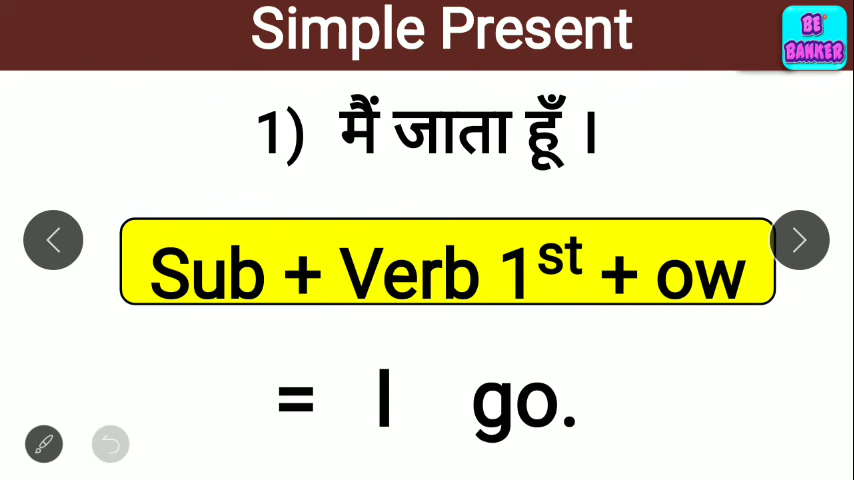 Simple Present
BE
BANKER
1) मैं जाता हूँ ।
Sub + Verb 1st + ow
= I go.